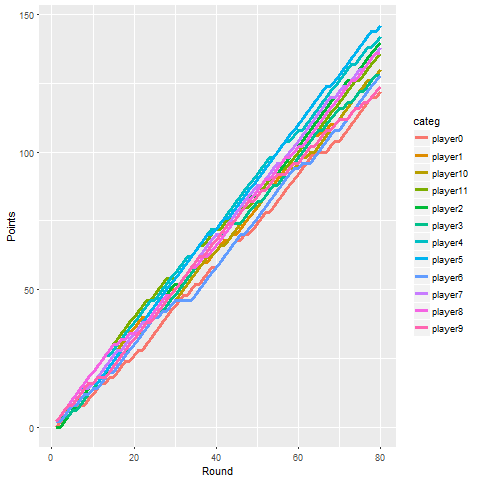 150
100
50
0
Points
0
20
40
60
80
Round
categ
player0
player1
player10
player11
player2
player3
player4
player5
player6
player7
player8
player9